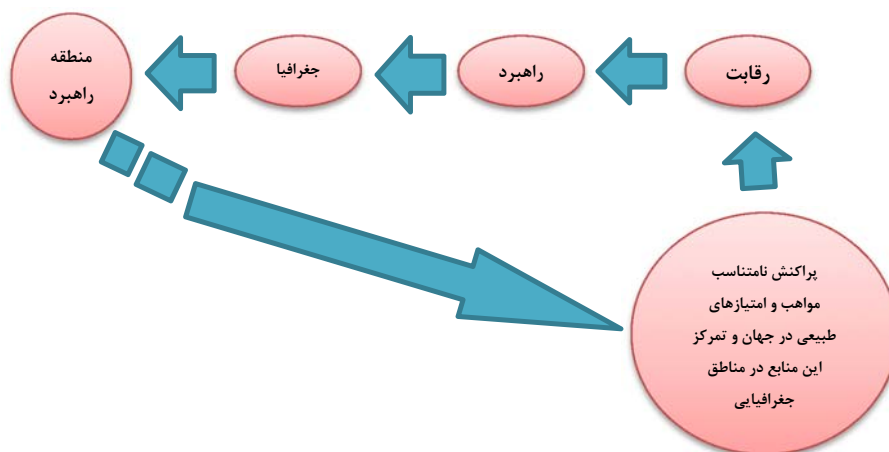 رقابت
راهبرد
جغرافیا
منطقه
راهبرد
پراکنش نامتناسب
مواهب و امتیازهای
طبیعی در جهان و تمرکز
این منابع در مناطق
جغرافیایی